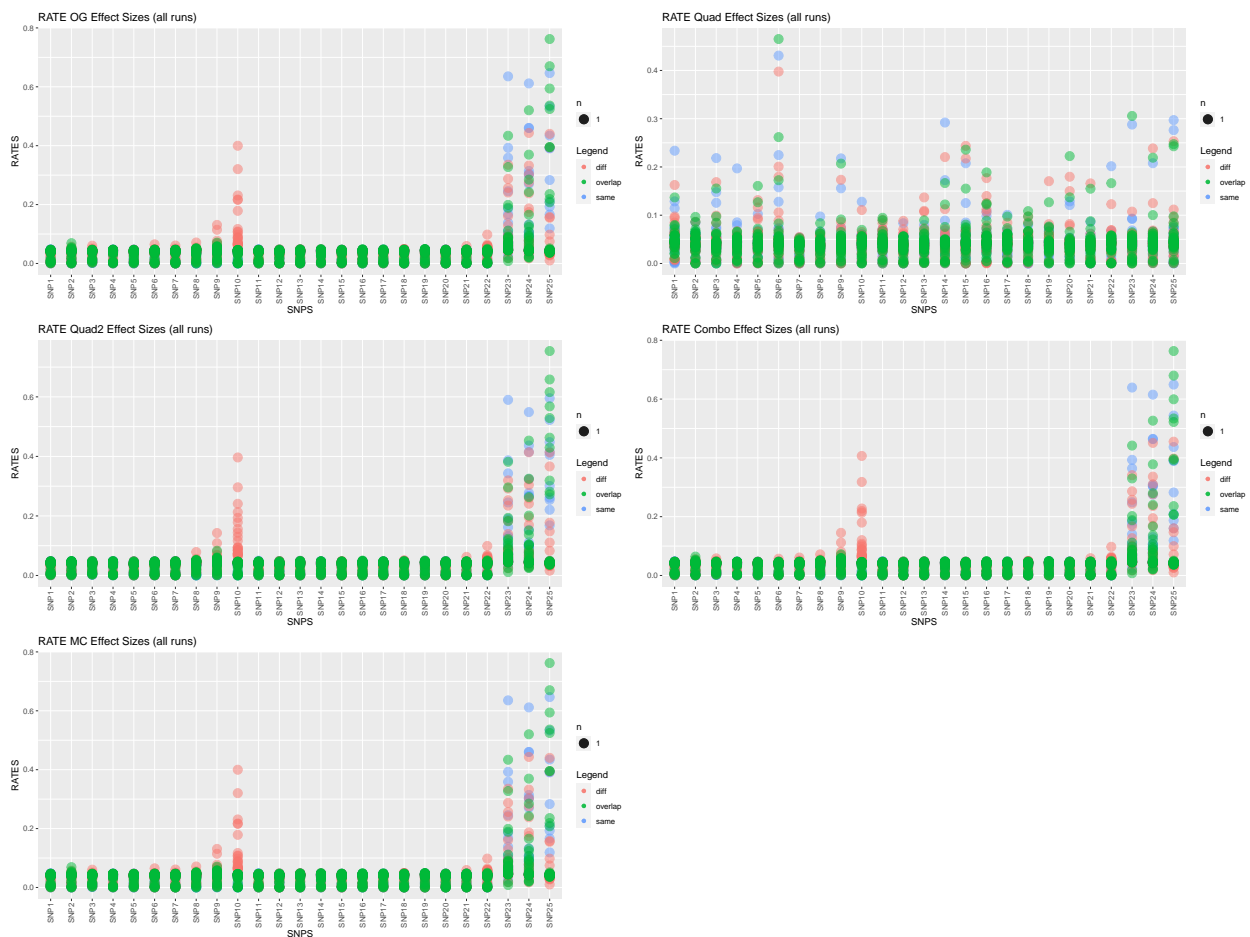 RATE OG Effect Sizes (all runs)
0.8
0.6
0.4
0.2
0.0
RATES
SNP1 SNP2 SNP3 SNP4 SNP5 SNP6 SNP7 SNP8 SNP9 SNP10 SNP11 SNP12 SNP13 SNP14 SNP15 SNP16 SNP17 SNP18 SNP19 SNP20 SNP21 SNP22 SNP23 SNP24 SNP25
SNPS
n
1
Legend
diff
overlap
same
RATE Quad Effect Sizes (all runs)
0.4
0.3
0.2
0.1
0.0
RATES
SNP1 SNP2 SNP3 SNP4 SNP5 SNP6 SNP7 SNP8 SNP9 SNP10 SNP11 SNP12 SNP13 SNP14 SNP15 SNP16 SNP17 SNP18 SNP19 SNP20 SNP21 SNP22 SNP23 SNP24 SNP25
SNPS
n
1
Legend
diff
overlap
same
RATE Quad2 Effect Sizes (all runs)
0.6
0.4
0.2
0.0
RATES
SNP1 SNP2 SNP3 SNP4 SNP5 SNP6 SNP7 SNP8 SNP9 SNP10 SNP11 SNP12 SNP13 SNP14 SNP15 SNP16 SNP17 SNP18 SNP19 SNP20 SNP21 SNP22 SNP23 SNP24 SNP25
SNPS
n
1
Legend
diff
overlap
same
RATE Combo Effect Sizes (all runs)
0.8
0.6
0.4
0.2
0.0
RATES
SNP1 SNP2 SNP3 SNP4 SNP5 SNP6 SNP7 SNP8 SNP9 SNP10 SNP11 SNP12 SNP13 SNP14 SNP15 SNP16 SNP17 SNP18 SNP19 SNP20 SNP21 SNP22 SNP23 SNP24 SNP25
SNPS
n
1
Legend
diff
overlap
same
RATE MC Effect Sizes (all runs)
0.8
0.6
0.4
0.2
0.0
RATES
SNP1 SNP2 SNP3 SNP4 SNP5 SNP6 SNP7 SNP8 SNP9 SNP10 SNP11 SNP12 SNP13 SNP14 SNP15 SNP16 SNP17 SNP18 SNP19 SNP20 SNP21 SNP22 SNP23 SNP24 SNP25
SNPS
n
1
Legend
diff
overlap
same